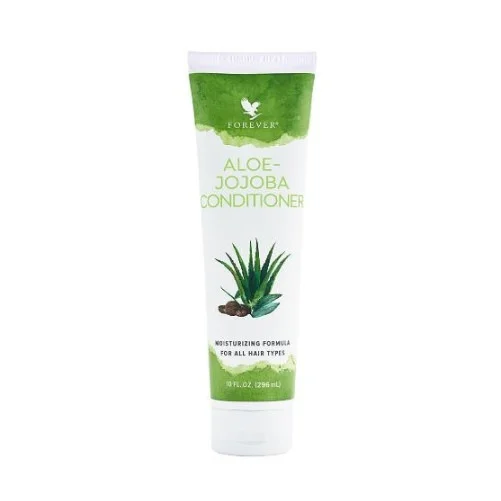 FOREVER®
ALOE-
JOJOBA
CONDITIONER
MOISTURIZING FORMULA
FOR ALL HAIR TYPES
10 FL. OZ. (296 mL)